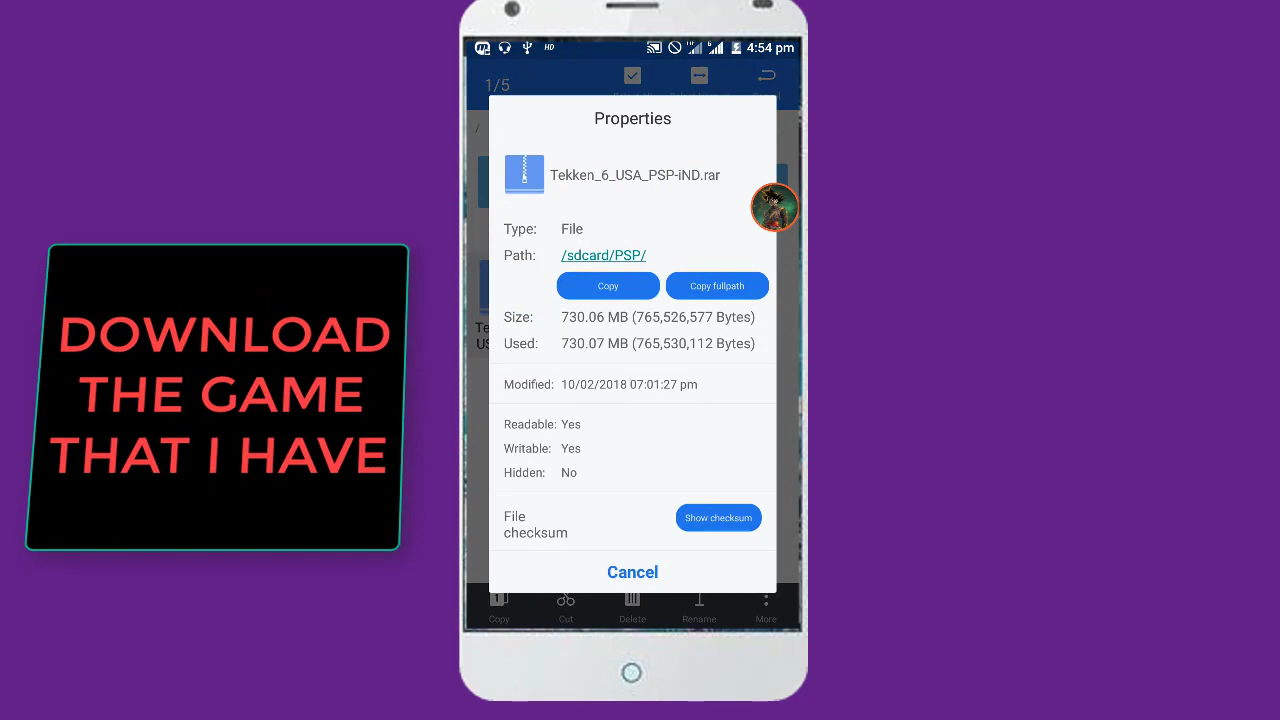 HD
4:54 pm
1/5
Properties
/
Tekken_6_USA_PSP-iND.rar
Type: File
Path: /sdcard/PSP/
Copy Copy fullpath
Size: 730.06 MB (765,526,577 Bytes)
Used: 730.07 MB (765,530,112 Bytes)
Modified: 10/02/2018 07:01:27 pm
Readable: Yes
Writable: Yes
Hidden: No
File
checksum
Show checksum
Cancel
Copy Cut Delete Rename More
DOWNLOAD
THE GAME
THAT I HAVE